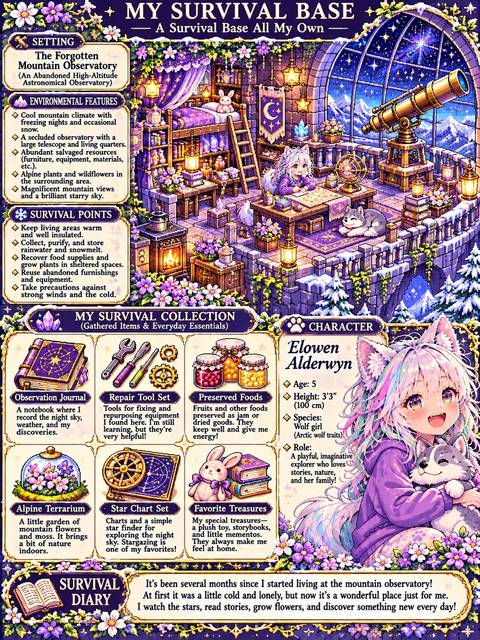 MY SURVIVAL BASE
— A Survival Base All My Own —
SETTING
The Forgotten
Mountain Observatory
(An Abandoned High-Altitude
Astronomical Observatory)
ENVIRONMENTAL FEATURES
Cool mountain climate with
freezing nights and occasional
snow.
A secluded observatory with a
large telescope and living quarters.
Abundant salvaged resources
(furniture, equipment, materials,
etc.).
Alpine plants and wildflowers in
the surrounding area.
Magnificent mountain views
and a brilliant starry sky.
SURVIVAL POINTS
Keep living areas warm
and well insulated.
Collect, purify, and store
rainwater and snowmelt.
Recover food supplies and
grow plants in sheltered spaces.
Reuse abandoned furnishings
and equipment.
Take precautions against
strong winds and the cold.
MY SURVIVAL COLLECTION
(Gathered Items & Everyday Essentials)
Observation Journal
A notebook where I
record the night sky,
weather, and my
discoveries.
Repair Tool Set
Tools for fixing and
repurposing equipment
I found here. I'm still
learning, but they're
very helpful!
Preserved Foods
Fruits and other foods
preserved as jam or
dried goods. They
keep well and give me
energy!
Alpine Terrarium
A little garden of
mountain flowers
and moss. It brings
a bit of nature
indoors.
Star Chart Set
Charts and a simple
star finder for
exploring the night
sky. Stargazing is
one of my favorites!
Favorite Treasures
My special treasures—
a plush toy, storybooks,
and little mementos.
They always make me
feel at home.
CHARACTER
Elowen
Alderwyn
Age: 5
Height: 3'3"
(100 cm)
Species:
Wolf girl
(Arctic wolf traits)
Role:
A playful, imaginative
explorer who loves
stories, nature,
and her family!
SURVIVAL
DIARY
It's been several months since I started living at the mountain observatory!
At first it was a little cold and lonely, but now it's a wonderful place just for me.
I watch the stars, read stories, grow flowers, and discover something new every day!